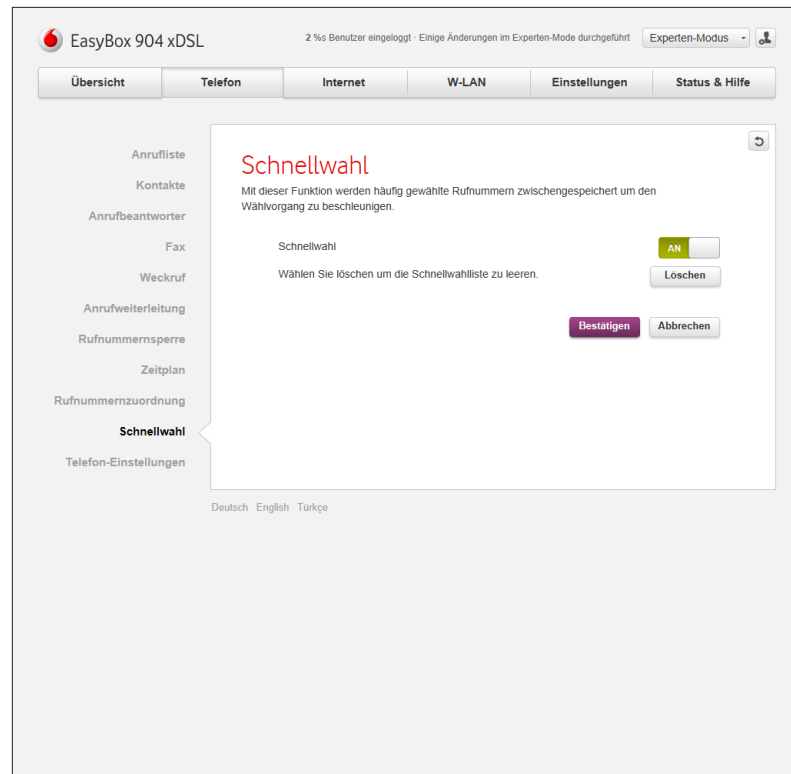 EasyBox 904 xDSL
2 %s Benutzer eingeloggt · Einige Änderungen im Experten-Mode durchgeführt
Experten-Modus
Übersicht
Telefon
Internet
W-LAN
Einstellungen
Status & Hilfe
Anrufliste
Kontakte
Anrufbeantworter
Fax
Weckruf
Anrufweiterleitung
Rufnummernsperre
Zeitplan
Rufnummernzuordnung
Schnellwahl
Telefon-Einstellungen
Schnellwahl
Mit dieser Funktion werden häufig gewählte Rufnummern zwischengespeichert um den
Wählvorgang zu beschleunigen.
Schnellwahl
AN
Wählen Sie löschen um die Schnellwahlliste zu leeren.
Löschen
Bestätigen
Abbrechen
Deutsch English Türkçe